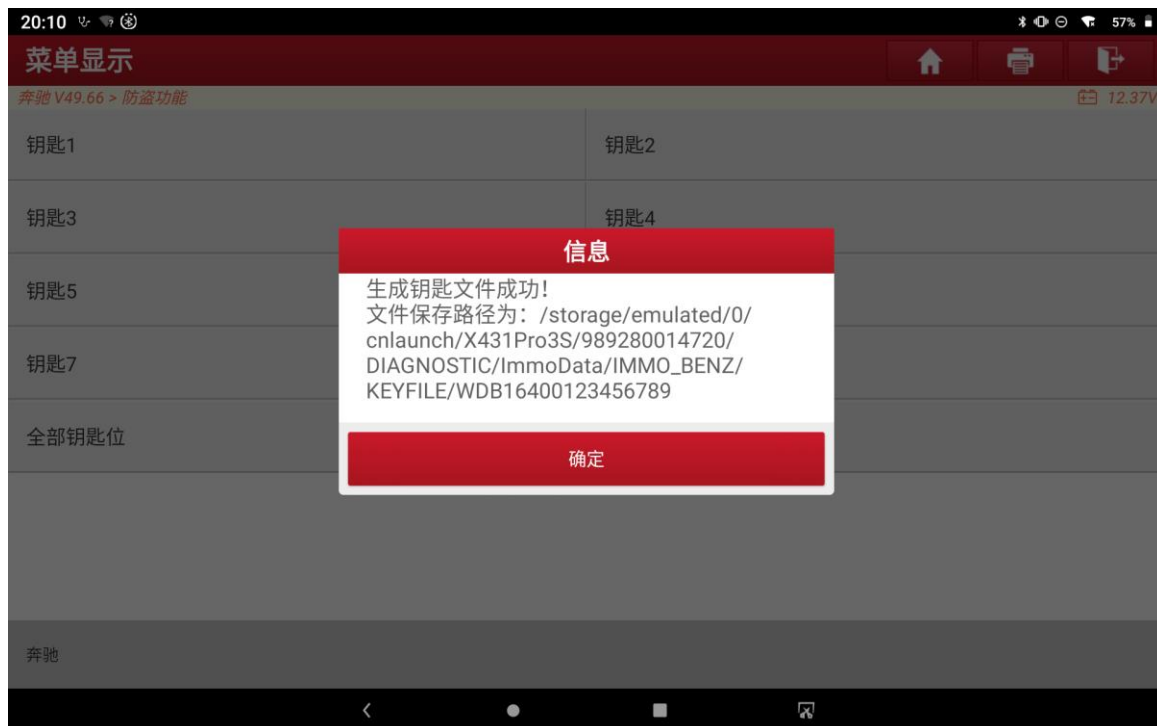 20:10
57%
菜单显示
奔驰 V49.66 > 防盗功能
12.37V
钥匙1
钥匙2
钥匙3
钥匙4
信息
生成钥匙文件成功!
文件保存路径为：/storage/emulated/0/
cnlaunch/X431Pro3S/989280014720/
DIAGNOSTIC/ImmoData/IMMO_BENZ/
KEYFILE/WDB16400123456789
钥匙5
钥匙7
全部钥匙位
确定
奔驰